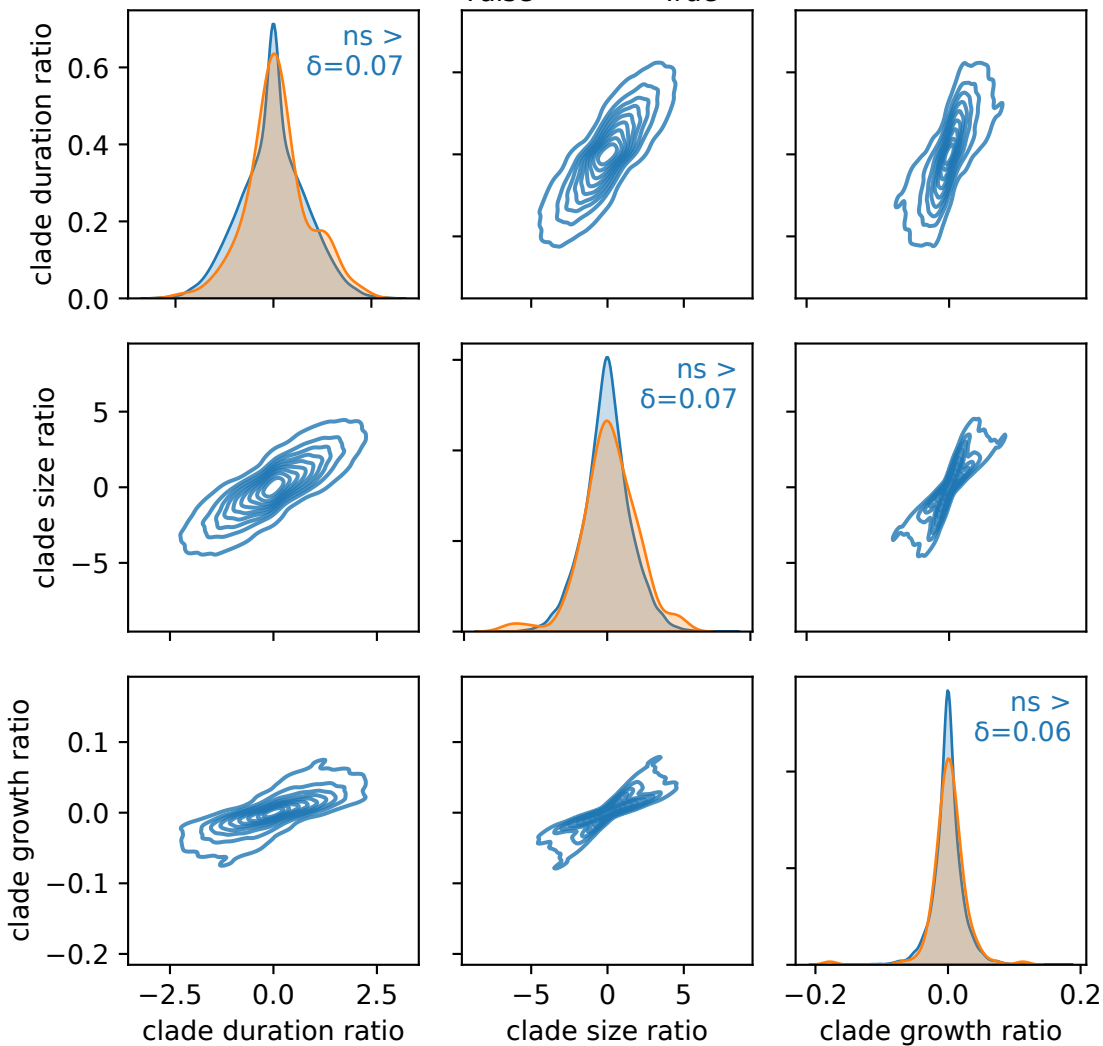 clade duration ratio
0.6
0.4
0.2
0.0
ns >
δ=0.07
clade size ratio
5
0
−5
ns >
δ=0.07
clade growth ratio
0.1
0.0
−0.1
−0.2
ns >
δ=0.06
−2.5 0.0 2.5
−5 0 5
−0.2 0.0 0.2
clade duration ratio
clade size ratio
clade growth ratio